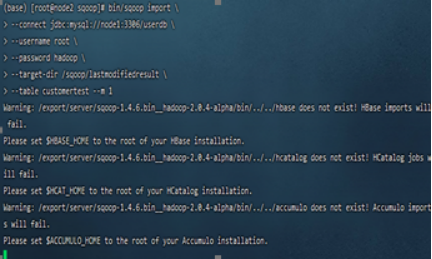 (base) [root@node2 sqoop]# bin/sqoop import \
> --connect jdbc:mysql://node1:3306/userdb \
> --username root \
> --password hadoop \
> --target-dir /sqoop/lastmodifiedresult \
> --table customertest --m 1
Warning: /export/server/sqoop-1.4.6.bin__hadoop-2.0.4-alpha/bin/../../hbase does not exist! HBase imports will
 fail.
Please set $HBASE_HOME to the root of your HBase installation.
Warning: /export/server/sqoop-1.4.6.bin__hadoop-2.0.4-alpha/bin/../../hcatalog does not exist! HCatalog jobs w
ill fail.
Please set $HCAT_HOME to the root of your HCatalog installation.
Warning: /export/server/sqoop-1.4.6.bin__hadoop-2.0.4-alpha/bin/../../accumulo does not exist! Accumulo import
s will fail.
Please set $ACCUMULO_HOME to the root of your Accumulo installation.